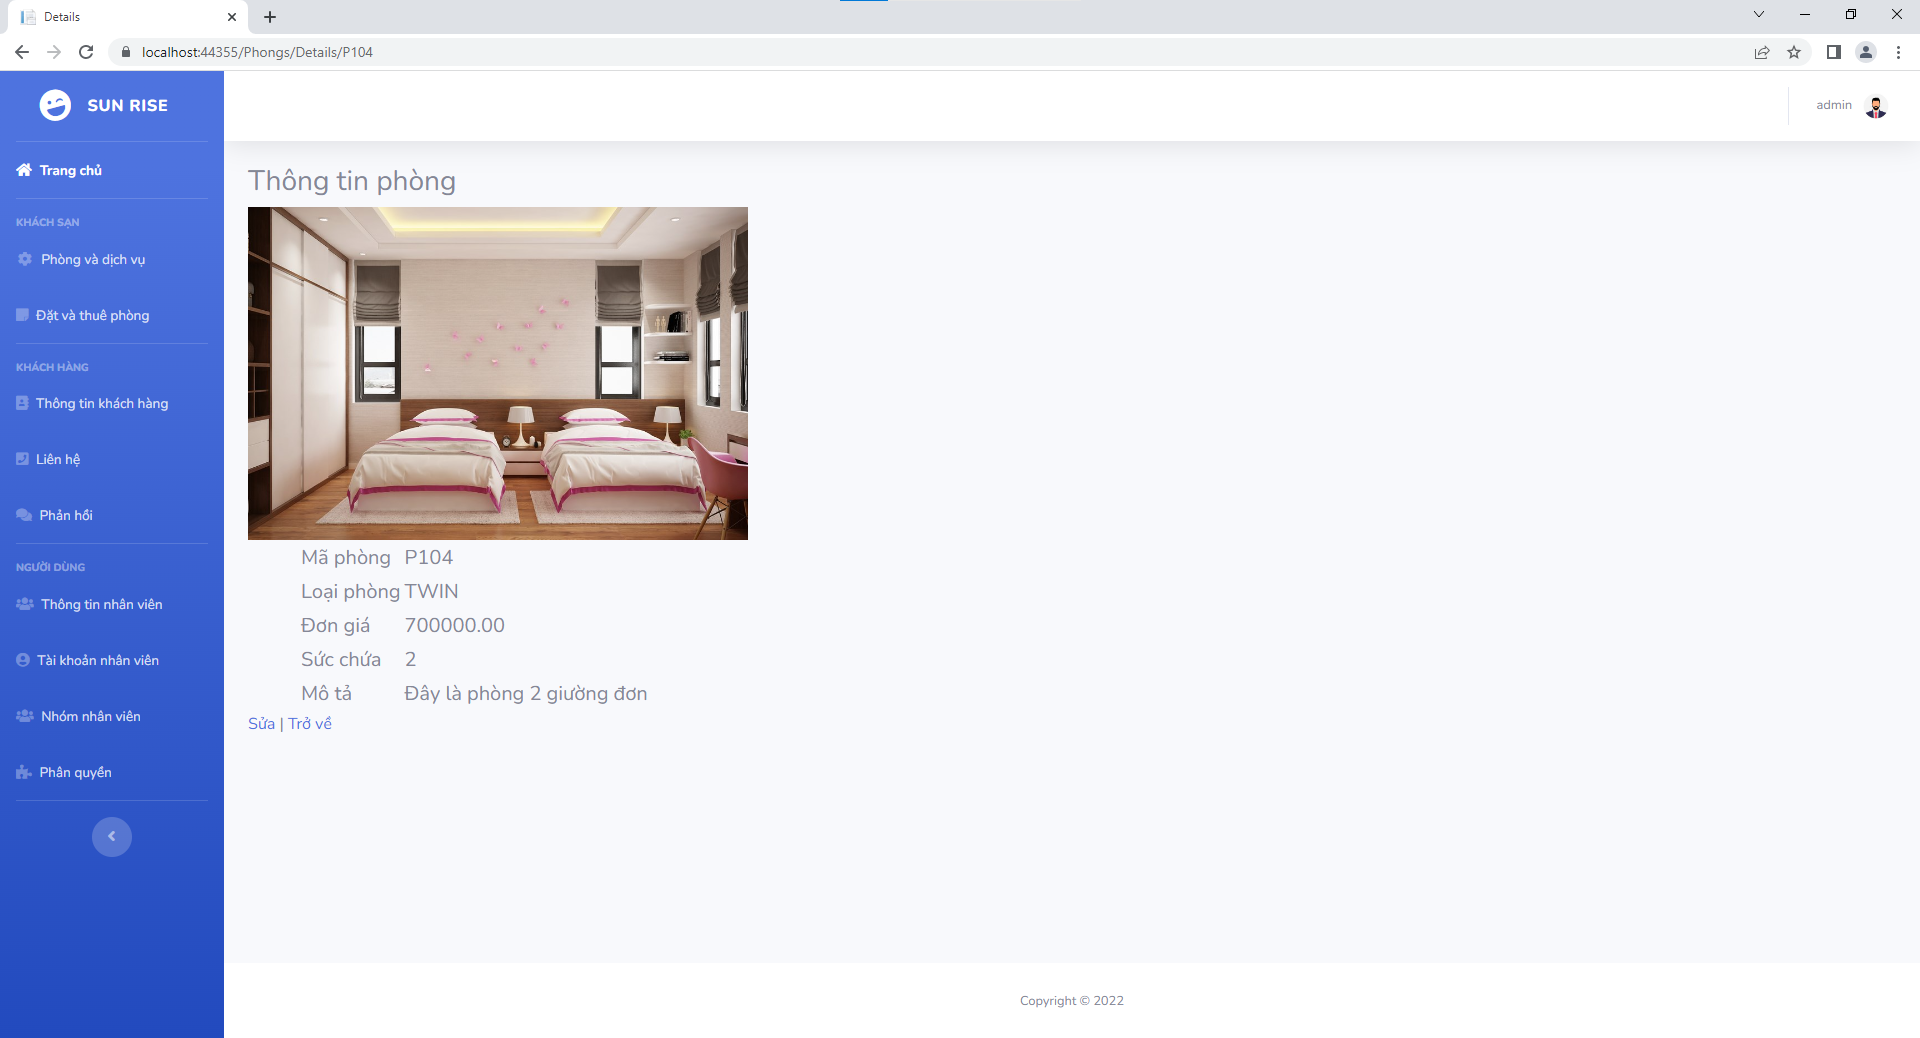 Details
localhost:44355/Phongs/Details/P104
SUN RISE
admin
Trang chủ
KHÁCH SẠN
Phòng và dịch vụ
Đặt và thuê phòng
KHÁCH HÀNG
Thông tin khách hàng
Liên hệ
Phản hồi
NGƯỜI DÙNG
Thông tin nhân viên
Tài khoản nhân viên
Nhóm nhân viên
Phân quyền
Thông tin phòng
Mã phòng P104
Loại phòng TWIN
Đơn giá 700000.00
Sức chứa 2
Mô tả Đây là phòng 2 giường đơn
Sửa | Trở về
Copyright © 2022